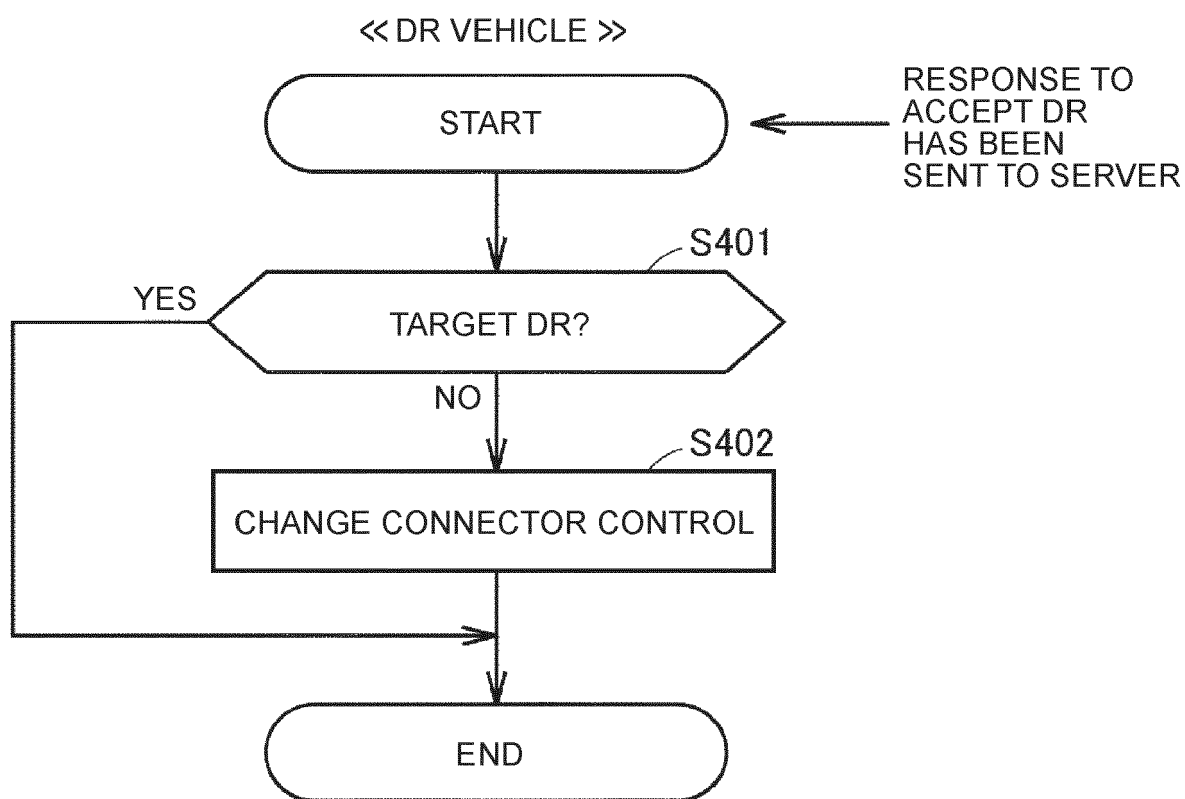 ≪ DR VEHICLE ≫
START
RESPONSE TO
ACCEPT DR
HAS BEEN
SENT TO SERVER
S401
YES
TARGET DR?
NO
S402
CHANGE CONNECTOR CONTROL
END